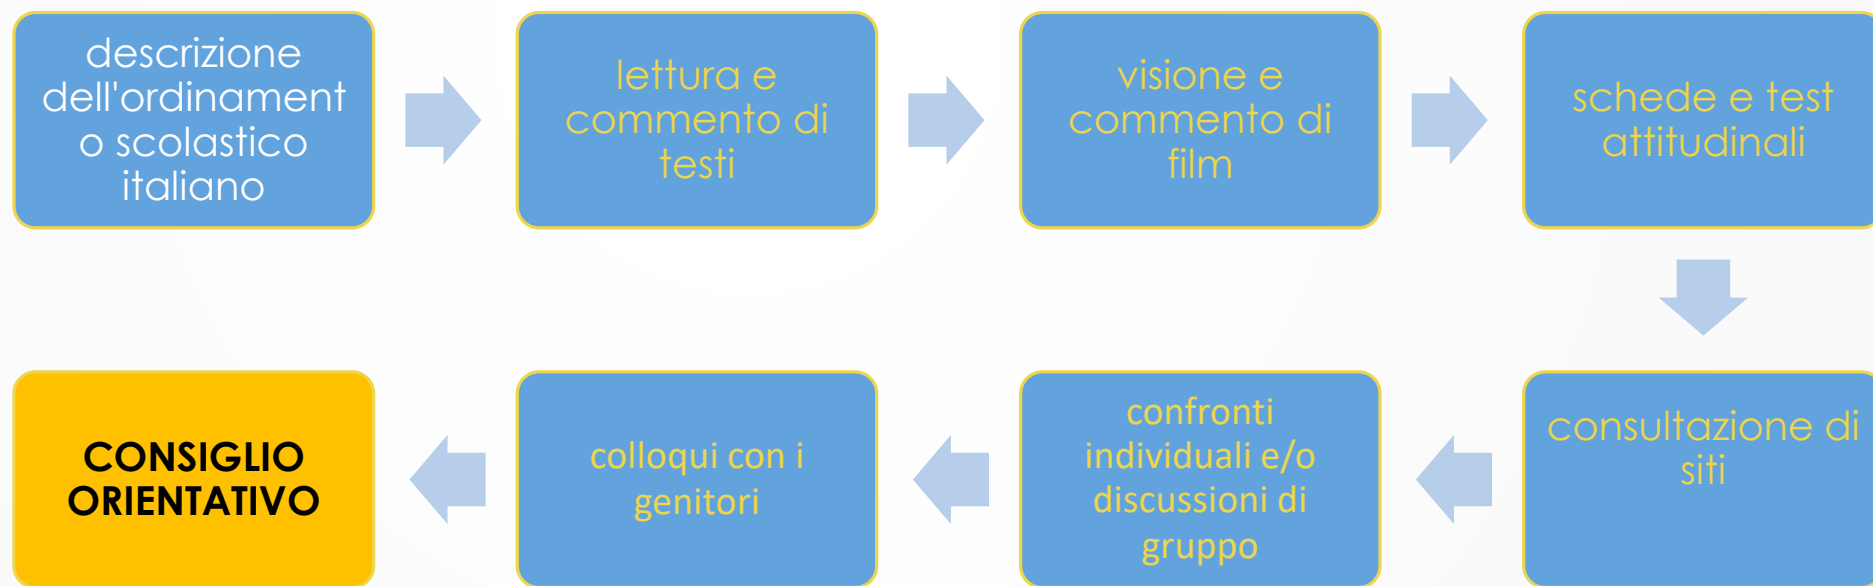 descrizione
dell'ordinament
o scolastico
italiano
lettura e
commento di
testi
visione e
commento di
film
schede e test
attitudinali
consultazione di
siti
confronti
individuali e/o
discussioni di
gruppo
colloqui con i
genitori
CONSIGLIO
ORIENTATIVO